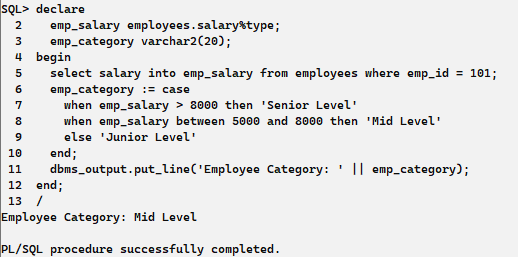 SQL> declare
2 emp_salary employees.salary%type;
3 emp_category varchar2(20);
4 begin
5 select salary into emp_salary from employees where emp_id = 101;
6 emp_category := case
7 when emp_salary > 8000 then 'Senior Level'
8 when emp_salary between 5000 and 8000 then 'Mid Level'
9 else 'Junior Level'
10 end;
11 dbms_output.put_line('Employee Category: ' || emp_category);
12 end;
13 /
Employee Category: Mid Level
PL/SQL procedure successfully completed.